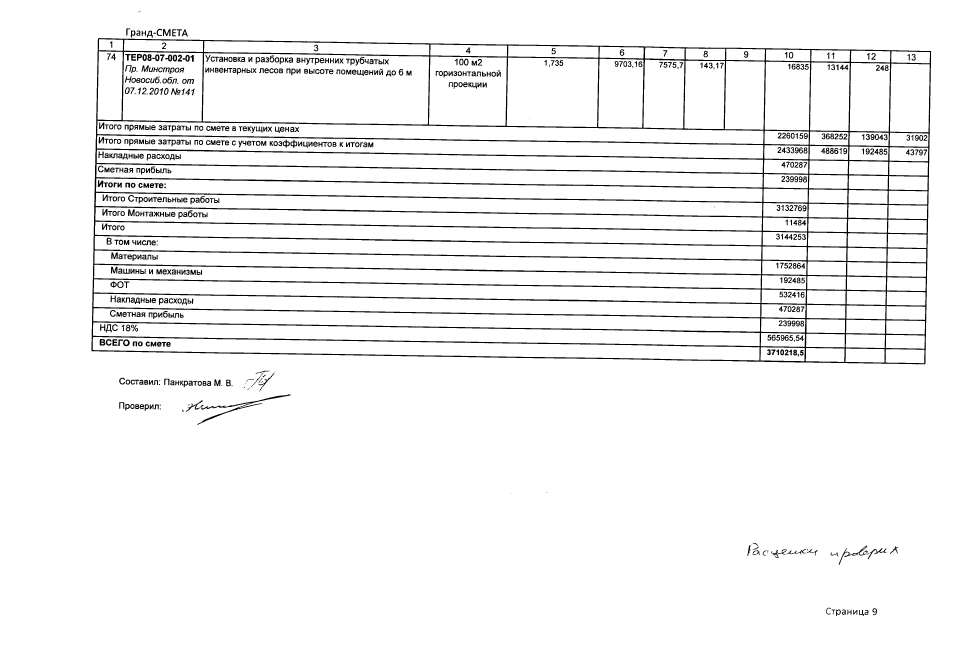 Гранд-СМЕТА
1 2 3 4 5 6 7 8 9 10 11 12 13
74 ТЕР08-07-002-01 Установка и разборка внутренних трубчатых 100 м2 1,735 9703,16 7575,7 143,17 16835 13144 248
Пр. Минстроя инвентарных лесов при высоте помещений до 6 м горизонтальной
Новосиб.обл. от проекции
07.12.2010 №141
Итого прямые затраты по смете в текущих ценах 2260159 368252 139043 31902
Итого прямые затраты по смете с учетом коэффициентов к итогам 2433968 488619 192485 43797
Накладные расходы 470287
Сметная прибыль 239998
Итоги по смете:
Итого Строительные работы 3132769
Итого Монтажные работы 11484
Итого 3144253
В том числе:
Материалы 1752864
Машины и механизмы 192485
ФОТ 532416
Накладные расходы 470287
Сметная прибыль 239998
НДС 18% 565965,54
ВСЕГО по смете 3710218,5
Составил: Панкратова М. В.
Проверил:
Расценки проверил
Страница 9